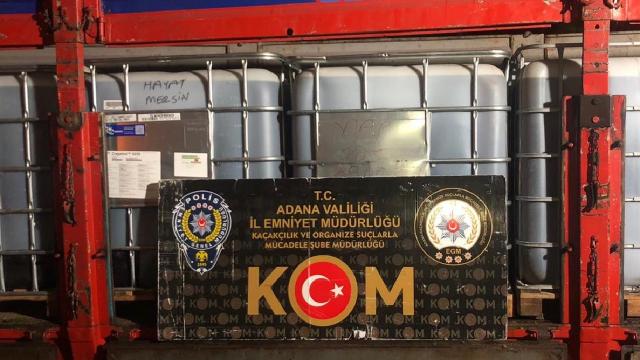 HAYAT
MERSİN
T.C.
ADANA VALİLİĞİ
İL EMNİYET MÜDÜRLÜĞÜ
KAÇAKÇILIK VE ORGANİZE SUÇLARLA
MÜCADELE ŞUBE MÜDÜRLÜĞÜ
KOM
POLİS
1845
EGM